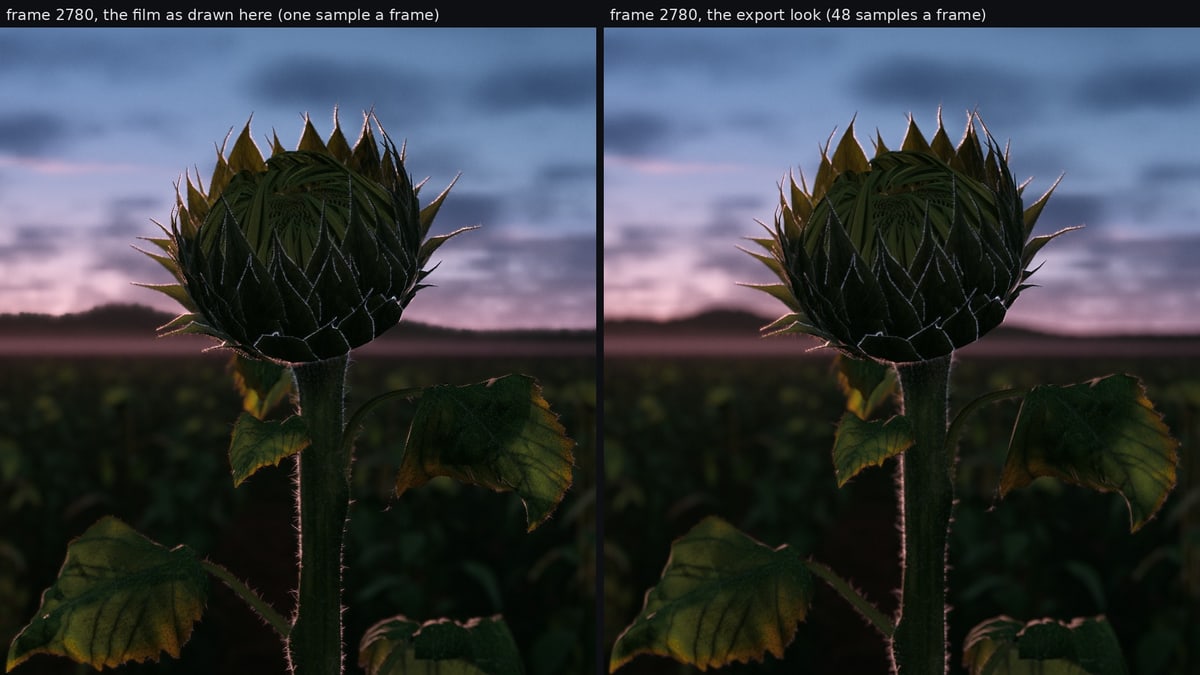 frame 2780, the film as drawn here (one sample a frame)
frame 2780, the export look (48 samples a frame)